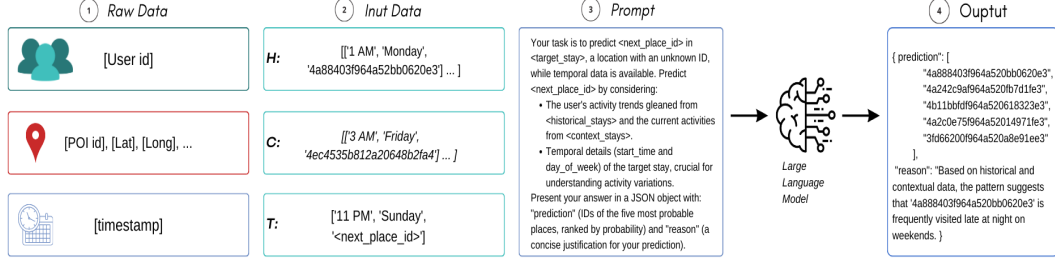 1 Raw Data
[User id]
[POI id], [Lat], [Long], ...
[timestamp]
2 Inut Data
H: [['1 AM', 'Monday',
'4a88403f964a52bb0620e3'] ... ]
C: [['3 AM', 'Friday',
'4ec4535b812a20648b2fa4'] ... ]
T: ['11 PM', 'Sunday',
'<next_place_id>']
3 Prompt
Your task is to predict <next_place_id> in
<target_stay>, a location with an unknown ID,
while temporal data is available. Predict
<next_place_id> by considering:
• The user's activity trends gleaned from
<historical_stays> and the current activities
from <context_stays>.
• Temporal details (start_time and
day_of_week) of the target stay, crucial for
understanding activity variations.
Present your answer in a JSON object with:
"prediction" (IDs of the five most probable
places, ranked by probability) and "reason" (a
concise justification for your prediction).
Large
Language
Model
4 Ouptut
{ prediction": [
"4a888403f964a520bb0620e3",
"4a242c9af964a520fb7d1fe3",
"4b11bbfdf964a520618323e3",
"4a2c0e75f964a52014971fe3",
"3fd66200f964a520a8e91ee3"
],
"reason": "Based on historical and
contextual data, the pattern suggests
that '4a888403f964a520bb0620e3' is
frequently visited late at night on
weekends. }